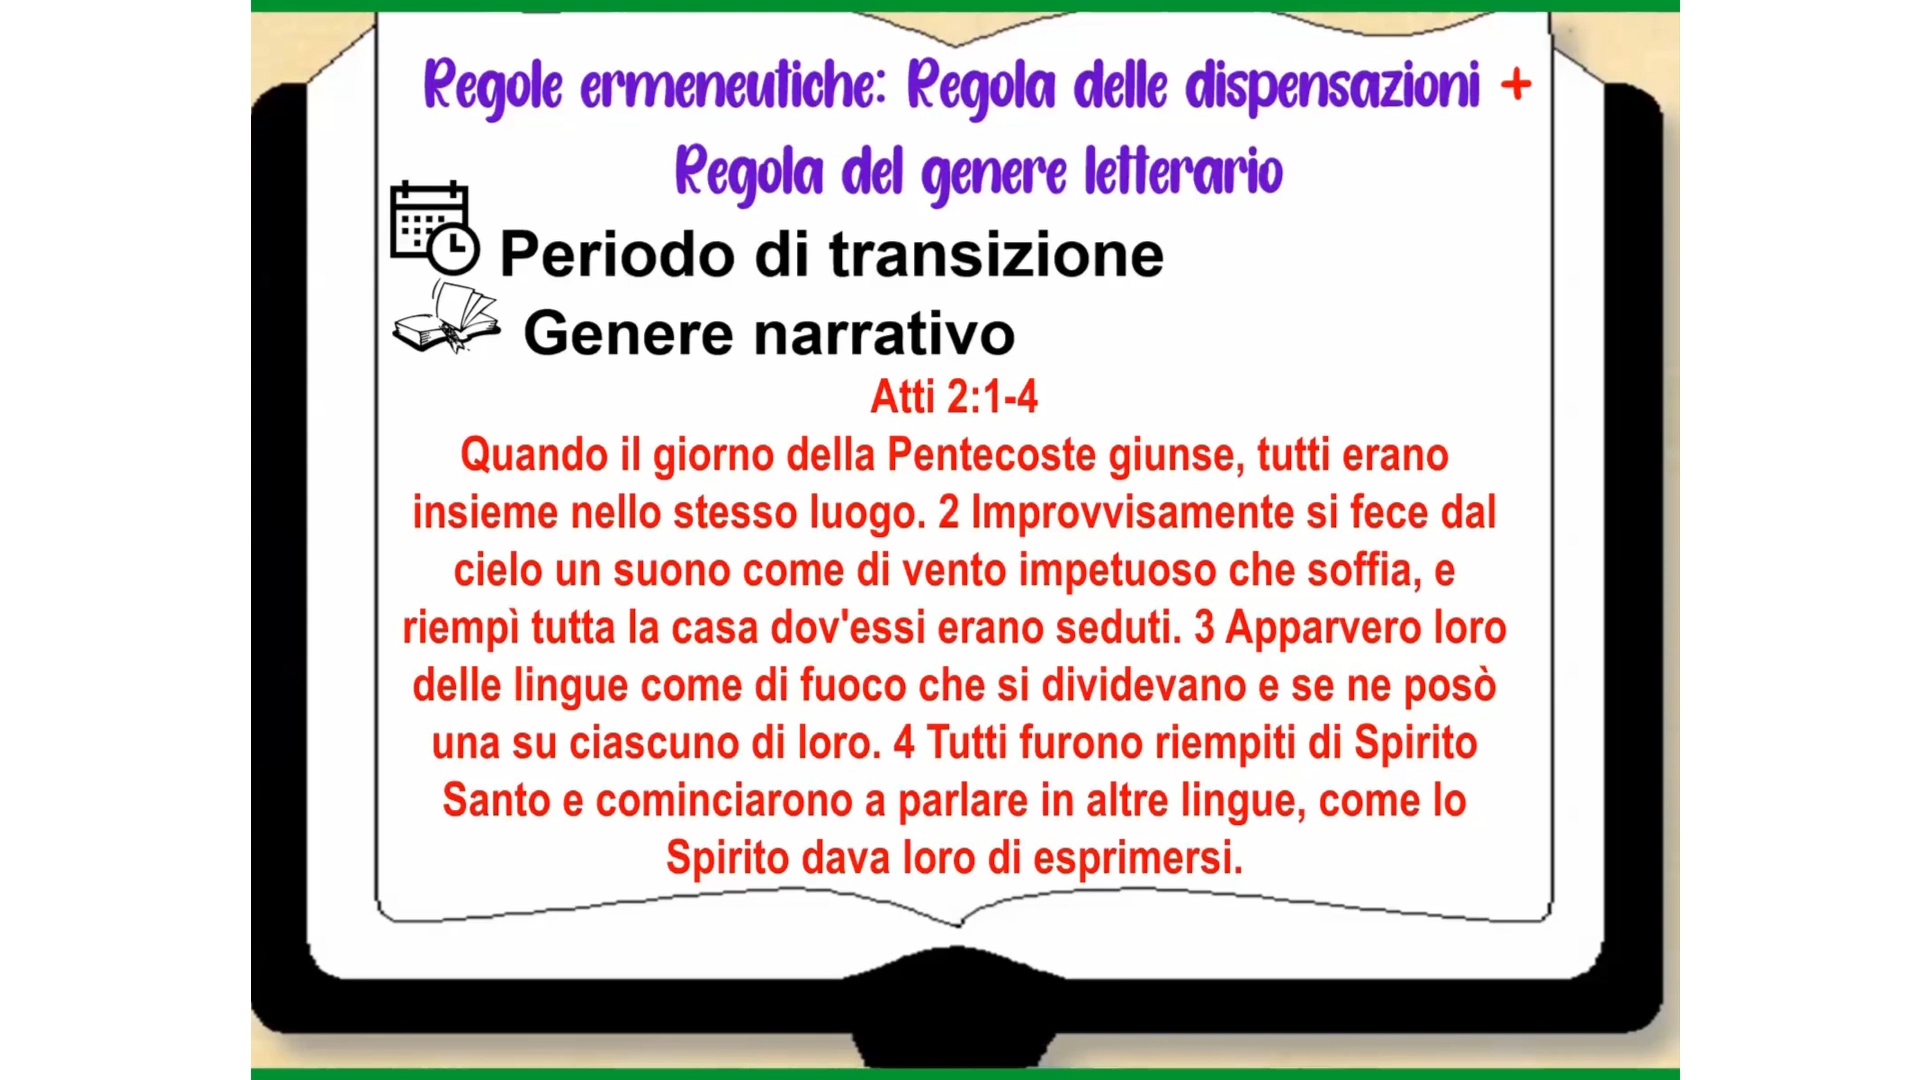 Regole ermeneutiche: Regola delle dispensazioni +
Regola del genere letterario
Periodo di transizione
Genere narrativo
Atti 2:1-4
Quando il giorno della Pentecoste giunse, tutti erano
insieme nello stesso luogo. 2 Improvvisamente si fece dal
cielo un suono come di vento impetuoso che soffia, e
riempì tutta la casa dov'essi erano seduti. 3 Apparvero loro
delle lingue come di fuoco che si dividevano e se ne posò
una su ciascuno di loro. 4 Tutti furono riempiti di Spirito
Santo e cominciarono a parlare in altre lingue, come lo
Spirito dava loro di esprimersi.